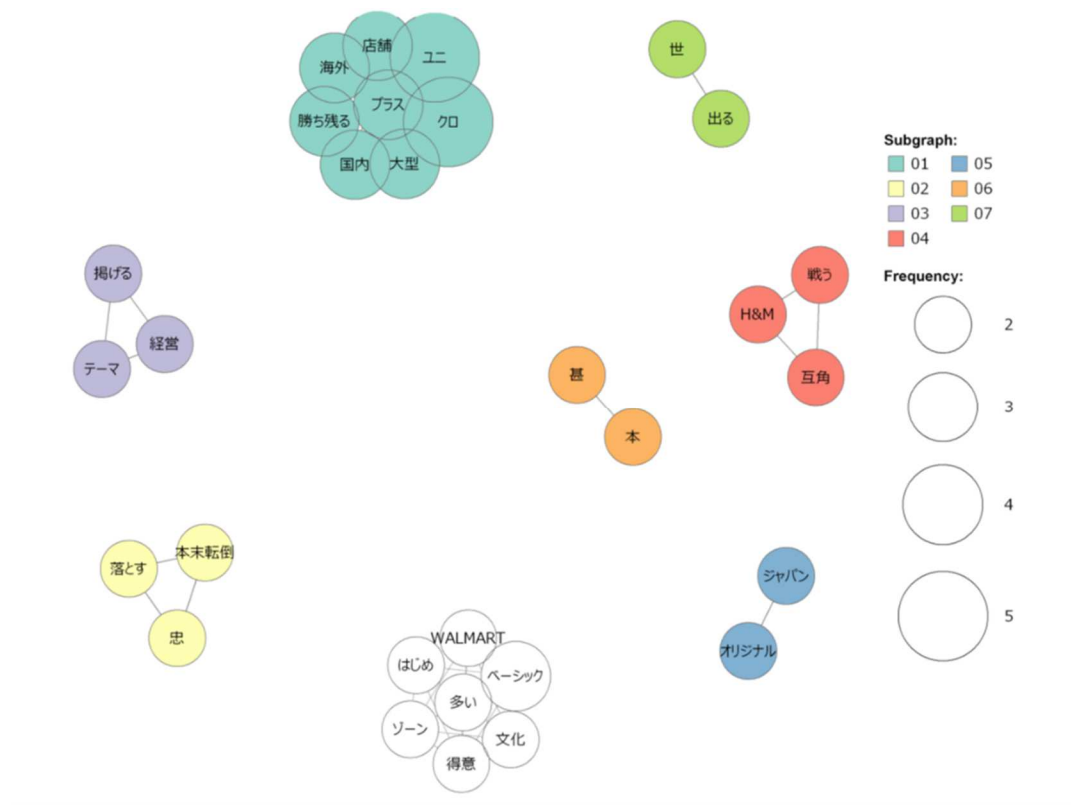 店舗
ユニ
海外
プラス
勝ち残る
クロ
国内
大型
世
出る
Subgraph:
01
05
02
06
03
07
04
Frequency:
2
3
4
5
掲げる
経営
テーマ
戦う
H&M
互角
甚
本
本末転倒
落とす
忠
ジャパン
オリジナル
WALMART
はじめ
ベーシック
多い
ゾーン
文化
得意